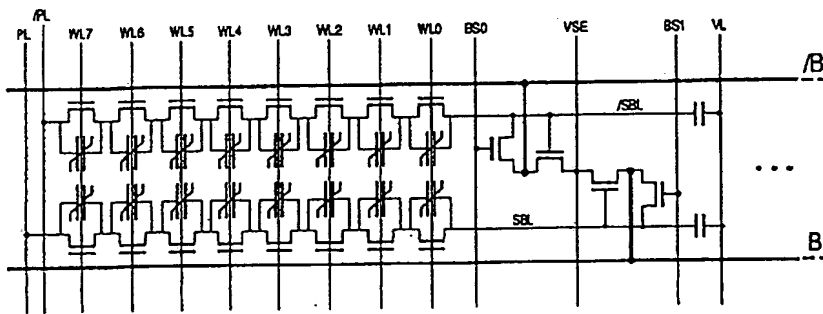 /PL
PL WL7 WL6 WL5 WL4 WL3 WL2 WL1 WL0 BS0 VSE BS1 VL
/B
/SBL
SBL
B